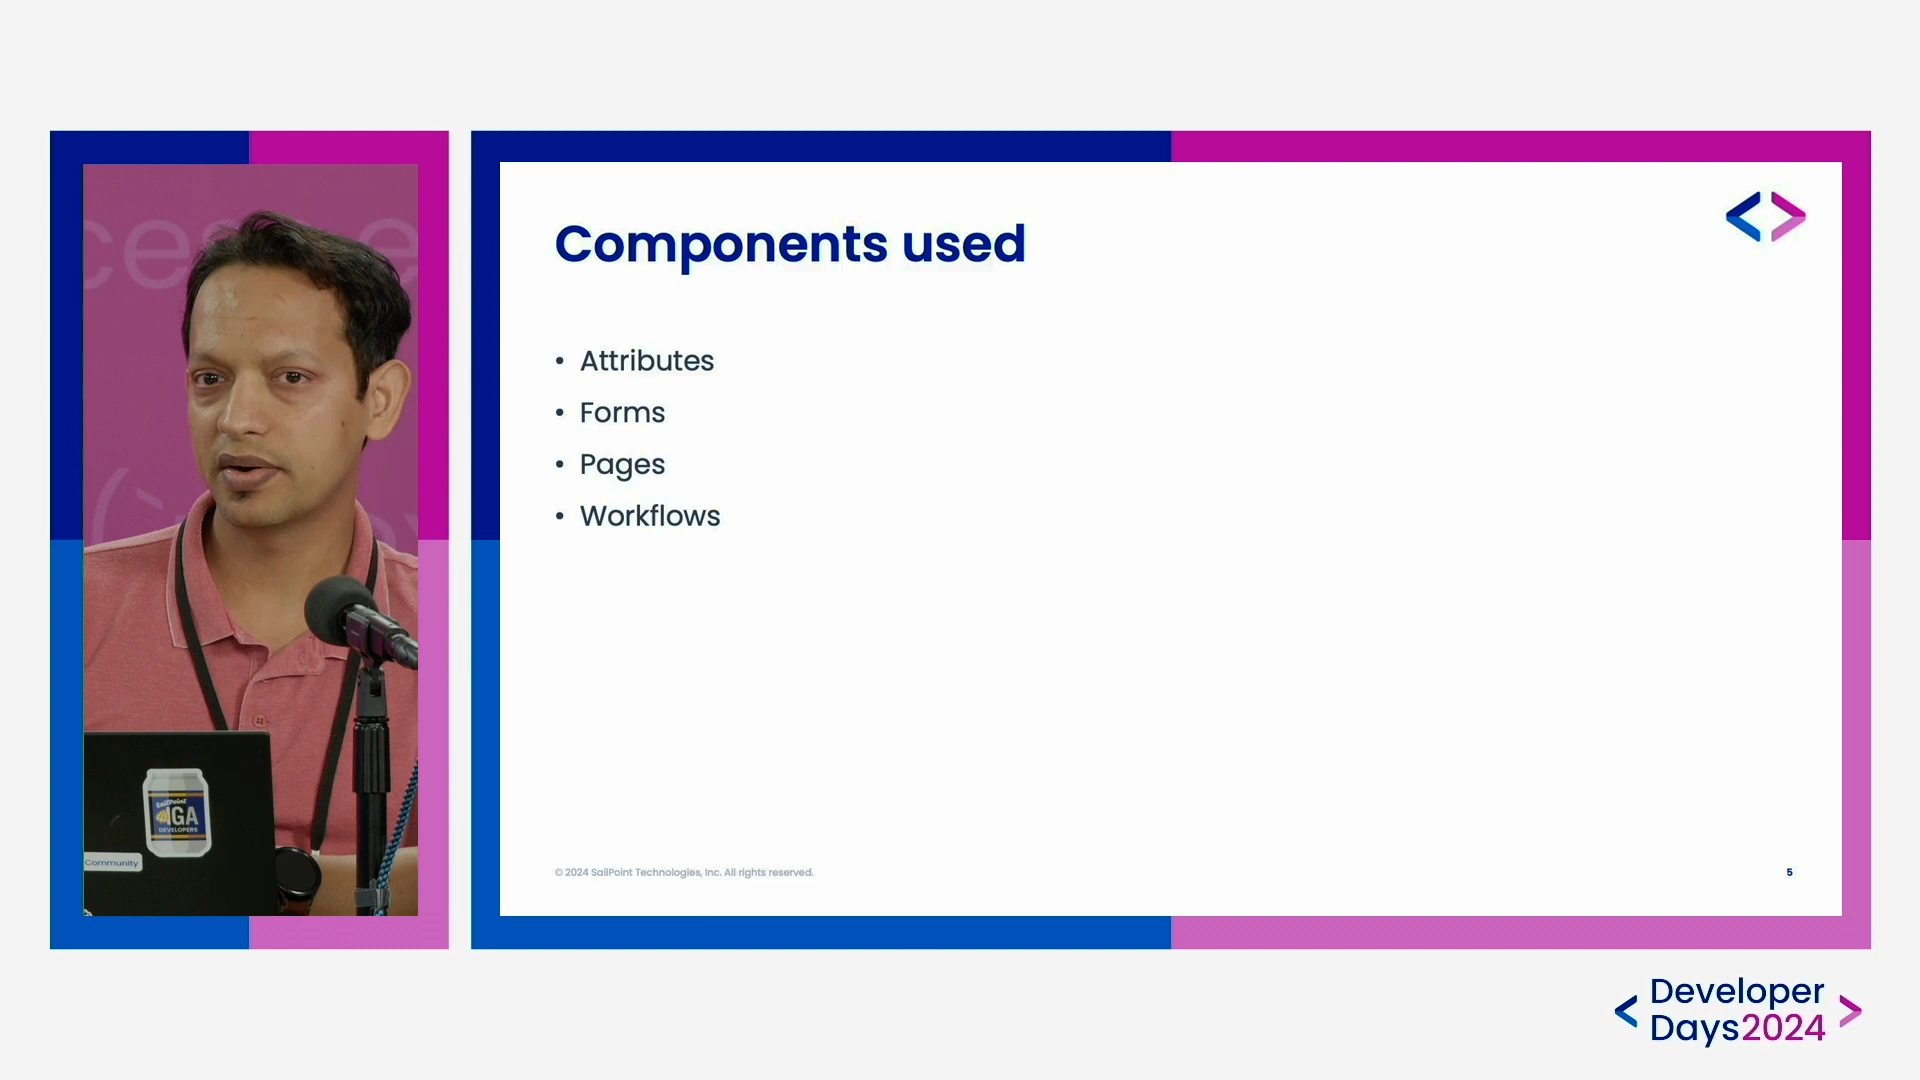 Components used
• Attributes
• Forms
• Pages
• Workflows
© 2024 SailPoint Technologies, Inc. All rights reserved.
5
SailPoint
IGA
DEVELOPERS
Community
Developer
Days2024